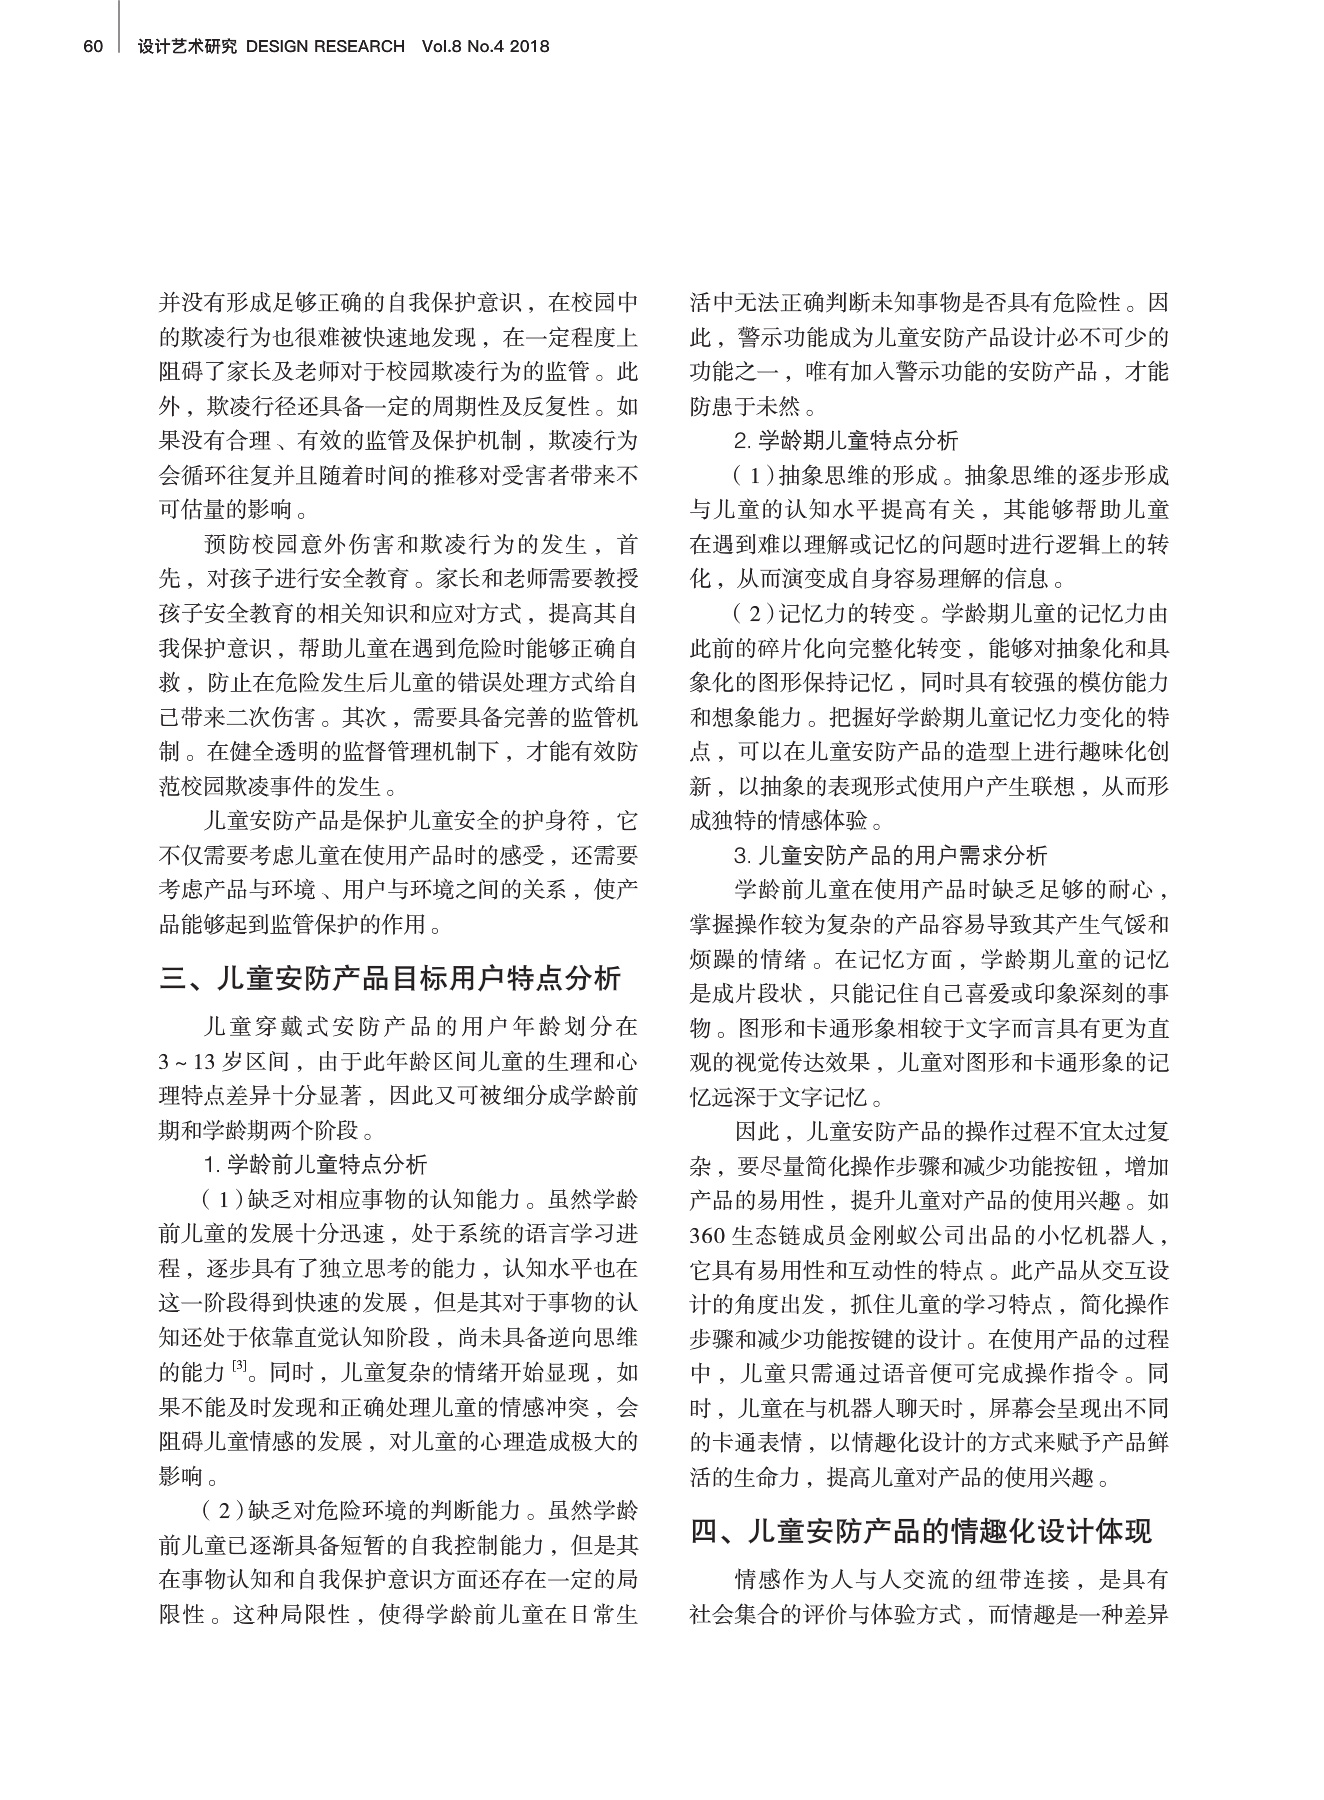 60 设计艺术研究 DESIGN RESEARCH Vol.8 No.4 2018
并没有形成足够正确的自我保护意识，在校园中
的欺凌行为也很难被快速地发现，在一定程度上
阻碍了家长及老师对于校园欺凌行为的监管。此
外，欺凌行径还具备一定的周期性及反复性。如
果没有合理、有效的监管及保护机制，欺凌行为
会循环往复并且随着时间的推移对受害者带来不
可估量的影响。
预防校园意外伤害和欺凌行为的发生，首
先，对孩子进行安全教育。家长和老师需要教授
孩子安全教育的相关知识和应对方式，提高其自
我保护意识，帮助儿童在遇到危险时能够正确自
救，防止在危险发生后儿童的错误处理方式给自
己带来二次伤害。其次，需要具备完善的监管机
制。在健全透明的监督管理机制下，才能有效防
范校园欺凌事件的发生。
儿童安防产品是保护儿童安全的护身符，它
不仅需要考虑儿童在使用产品时的感受，还需要
考虑产品与环境、用户与环境之间的关系，使产
品能够起到监管保护的作用。
三、儿童安防产品目标用户特点分析
儿童穿戴式安防产品的用户年龄划分在
3~13 岁区间，由于此年龄区间儿童的生理和心
理特点差异十分显著，因此又可被细分成学龄前
期和学龄期两个阶段。
1. 学龄前儿童特点分析
（1）缺乏对相应事物的认知能力。虽然学龄
前儿童的发展十分迅速，处于系统的语言学习进
程，逐步具有了独立思考的能力，认知水平也在
这一阶段得到快速的发展，但是其对于事物的认
知还处于依靠直觉认知阶段，尚未具备逆向思维
的能力[3]。同时，儿童复杂的情绪开始显现，如
果不能及时发现和正确处理儿童的情感冲突，会
阻碍儿童情感的发展，对儿童的心理造成极大的
影响。
（2）缺乏对危险环境的判断能力。虽然学龄
前儿童已逐渐具备短暂的自我控制能力，但是其
在事物认知和自我保护意识方面还存在一定的局
限性。这种局限性，使得学龄前儿童在日常生
活中无法正确判断未知事物是否具有危险性。因
此，警示功能成为儿童安防产品设计必不可少的
功能之一，唯有加入警示功能的安防产品，才能
防患于未然。
2. 学龄期儿童特点分析
（1）抽象思维的形成。抽象思维的逐步形成
与儿童的认知水平提高有关，其能够帮助儿童
在遇到难以理解或记忆的问题时进行逻辑上的转
化，从而演变成自身容易理解的信息。
（2）记忆力的转变。学龄期儿童的记忆力由
此前的碎片化向完整化转变，能够对抽象化和具
象化的图形保持记忆，同时具有较强的模仿能力
和想象能力。把握好学龄期儿童记忆力变化的特
点，可以在儿童安防产品的造型上进行趣味化创
新，以抽象的表现形式使用户产生联想，从而形
成独特的情感体验。
3. 儿童安防产品的用户需求分析
学龄前儿童在使用产品时缺乏足够的耐心，
掌握操作较为复杂的产品容易导致其产生气馁和
烦躁的情绪。在记忆方面，学龄期儿童的记忆
是成片段状，只能记住自己喜爱或印象深刻的事
物。图形和卡通形象相较于文字而言具有更为直
观的视觉传达效果，儿童对图形和卡通形象的记
忆远深于文字记忆。
因此，儿童安防产品的操作过程不宜太过复
杂，要尽量简化操作步骤和减少功能按钮，增加
产品的易用性，提升儿童对产品的使用兴趣。如
360 生态链成员金刚蚁公司出品的小忆机器人，
它具有易用性和互动性的特点。此产品从交互设
计的角度出发，抓住儿童的学习特点，简化操作
步骤和减少功能按键的设计。在使用产品的过程
中，儿童只需通过语音便可完成操作指令。同
时，儿童在与机器人聊天时，屏幕会呈现出不同
的卡通表情，以情趣化设计的方式来赋予产品鲜
活的生命力，提高儿童对产品的使用兴趣。
四、儿童安防产品的情趣化设计体现
情感作为人与人交流的纽带连接，是具有
社会集合的评价与体验方式，而情趣是一种差异